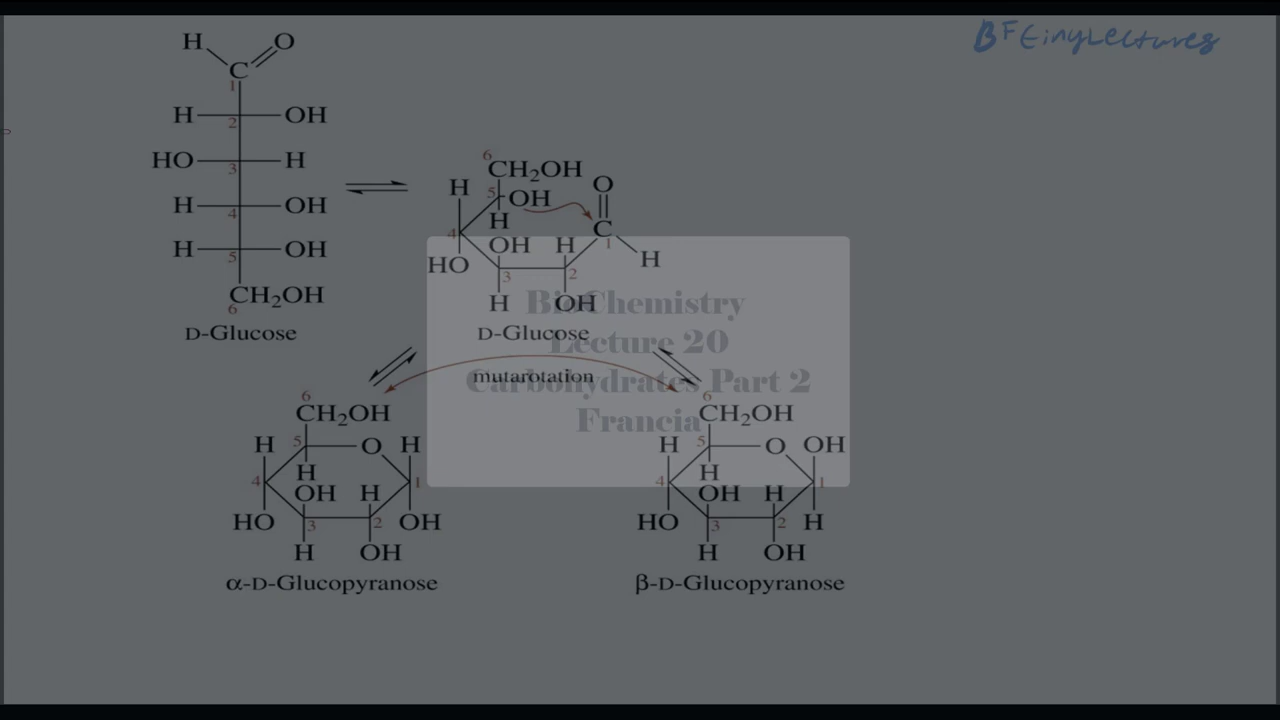 BFEinyLectures
H O
C
1
H 2 OH
HO 3 H
H 4 OH
H 5 OH
CH₂OH
6
D-Glucose
6
CH₂OH O
H 5 OH
H C
4 OH H 1
HO 3 2 H
H OH
D-Glucose
mutarotation
BioChemistry
Lecture 20
Carbohydrates Part 2
Francia
6
CH₂OH
H 5 O H
4 H 1
OH H
HO 3 2 OH
H OH
α-D-Glucopyranose
6
CH₂OH
H 5 O OH
4 H 1
OH H
HO 3 2 H
H OH
β-D-Glucopyranose